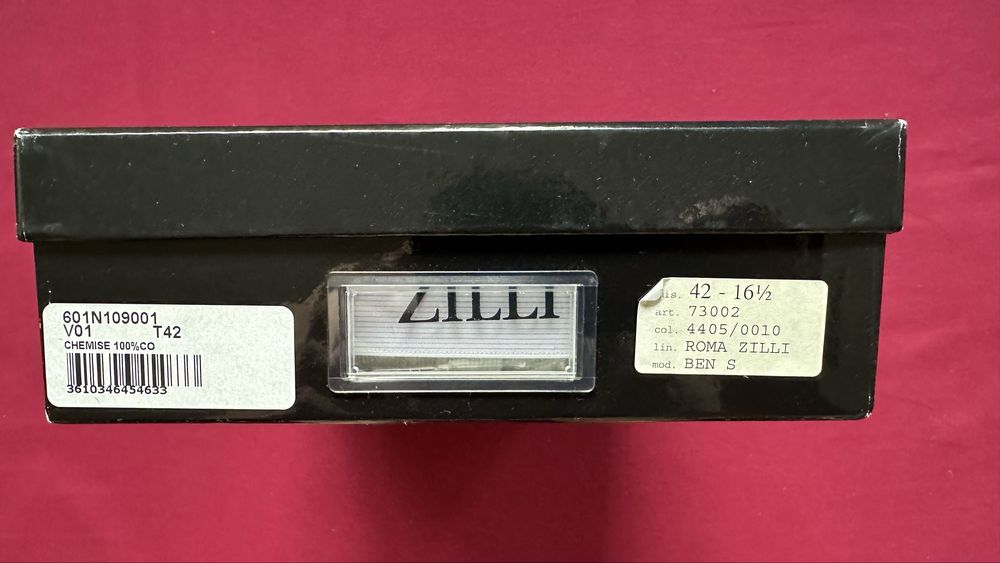 601N109001
V01 T42
CHEMISE 100%CO
3610346454633
ZILLI
mis. 42 - 16½
art. 73002
col. 4405/0010
lin. ROMA ZILLI
mod. BEN S